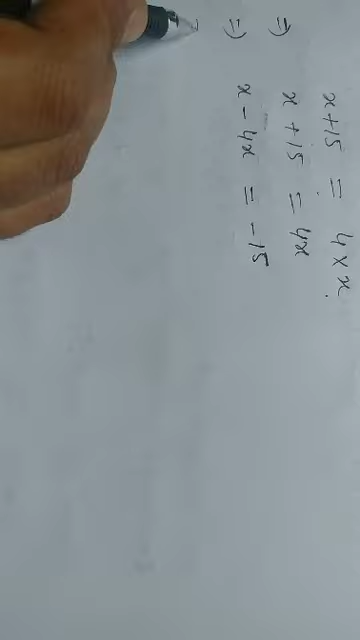 x + 15 = 4 × x.
⇒ x + 15 = 4x
⇒ x - 4x = - 15